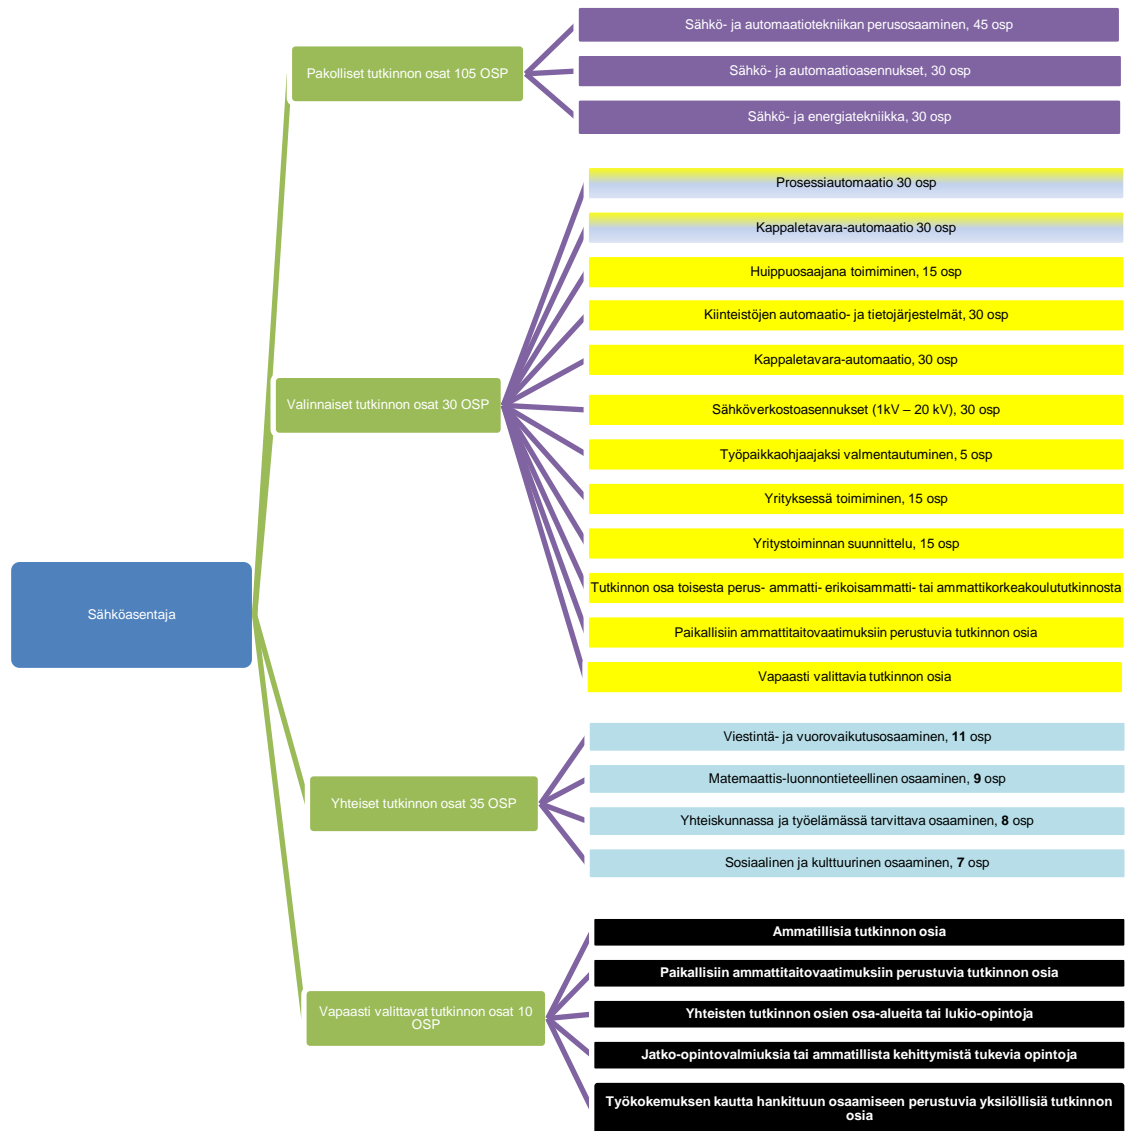 Sähköasentaja
Pakolliset tutkinnon osat 105 OSP
Sähkö- ja automaatiotekniikan perusosaaminen, 45 osp
Sähkö- ja automaatioasennukset, 30 osp
Sähkö- ja energiatekniikka, 30 osp
Valinnaiset tutkinnon osat 30 OSP
Prosessiautomaatio 30 osp
Kappaletavara-automaatio 30 osp
Huippuosaajana toimiminen, 15 osp
Kiinteistöjen automaatio- ja tietojärjestelmät, 30 osp
Kappaletavara-automaatio, 30 osp
Sähköverkostoasennukset (1kV – 20 kV), 30 osp
Työpaikkaohjaajaksi valmentautuminen, 5 osp
Yrityksessä toimiminen, 15 osp
Yritystoiminnan suunnittelu, 15 osp
Tutkinnon osa toisesta perus- ammatti- erikoisammatti- tai ammattikorkeakoulututkinnosta
Paikallisiin ammattitaitovaatimuksiin perustuvia tutkinnon osia
Vapaasti valittavia tutkinnon osia
Yhteiset tutkinnon osat 35 OSP
Viestintä- ja vuorovaikutusosaaminen, 11 osp
Matemaattis-luonnontieteellinen osaaminen, 9 osp
Yhteiskunnassa ja työelämässä tarvittava osaaminen, 8 osp
Sosiaalinen ja kulttuurinen osaaminen, 7 osp
Vapaasti valittavat tutkinnon osat 10
OSP
Ammatillisia tutkinnon osia
Paikallisiin ammattitaitovaatimuksiin perustuvia tutkinnon osia
Yhteisten tutkinnon osien osa-alueita tai lukio-opintoja
Jatko-opintovalmiuksia tai ammatillista kehittymistä tukevia opintoja
Työkokemuksen kautta hankittuun osaamiseen perustuvia yksilöllisiä tutkinnon
osia